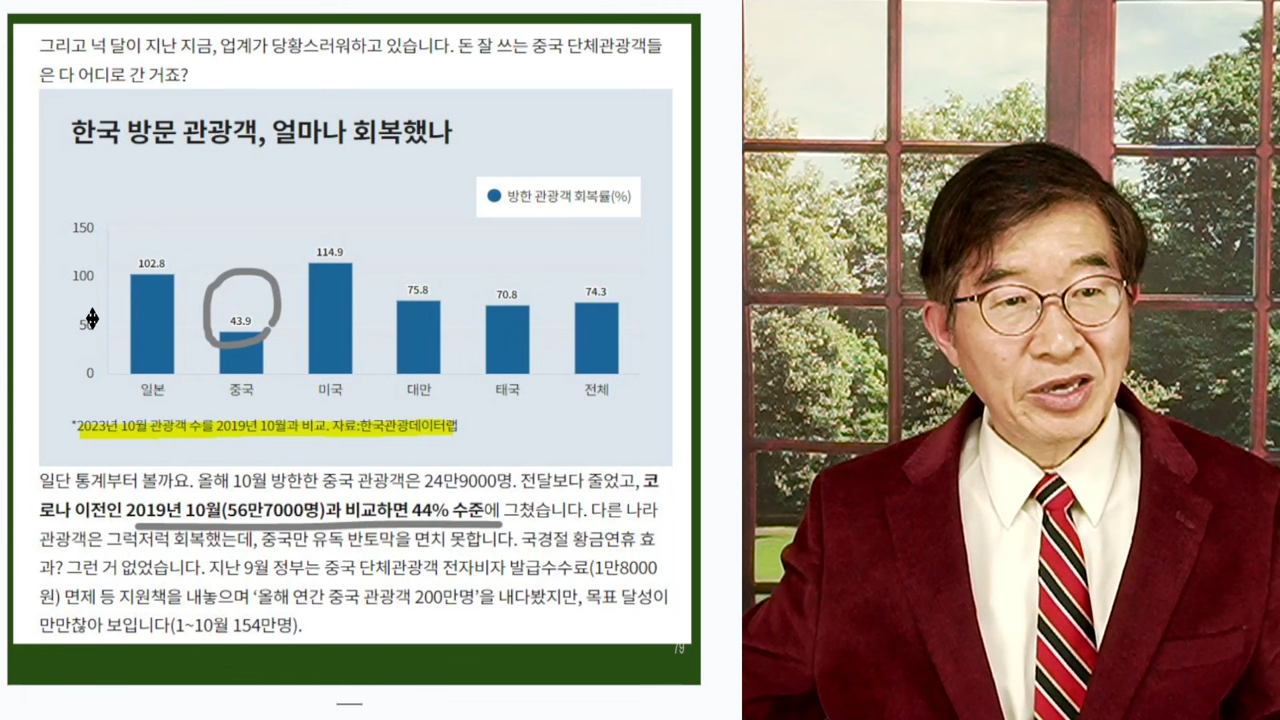 그리고 넉 달이 지난 지금, 업계가 당황스러워하고 있습니다. 돈 잘 쓰는 중국 단체관광객들
은 다 어디로 간 거죠?
한국 방문 관광객, 얼마나 회복했나
방한 관광객 회복률(%)
150
100
50
0
102.8
43.9
114.9
75.8
70.8
74.3
일본
중국
미국
대만
태국
전체
*2023년 10월 관광객 수를 2019년 10월과 비교. 자료:한국관광데이터랩
일단 통계부터 볼까요. 올해 10월 방한한 중국 관광객은 24만9000명. 전달보다 줄었고, 코
로나 이전인 2019년 10월(56만7000명)과 비교하면 44% 수준에 그쳤습니다. 다른 나라
관광객은 그럭저럭 회복했는데, 중국만 유독 반토막을 면치 못합니다. 국경절 황금연휴 효
과? 그런 거 없었습니다. 지난 9월 정부는 중국 단체관광객 전자비자 발급수수료(1만8000
원) 면제 등 지원책을 내놓으며 ‘올해 연간 중국 관광객 200만명’을 내다봤지만, 목표 달성이
만만찮아 보입니다(1~10월 154만명).
79